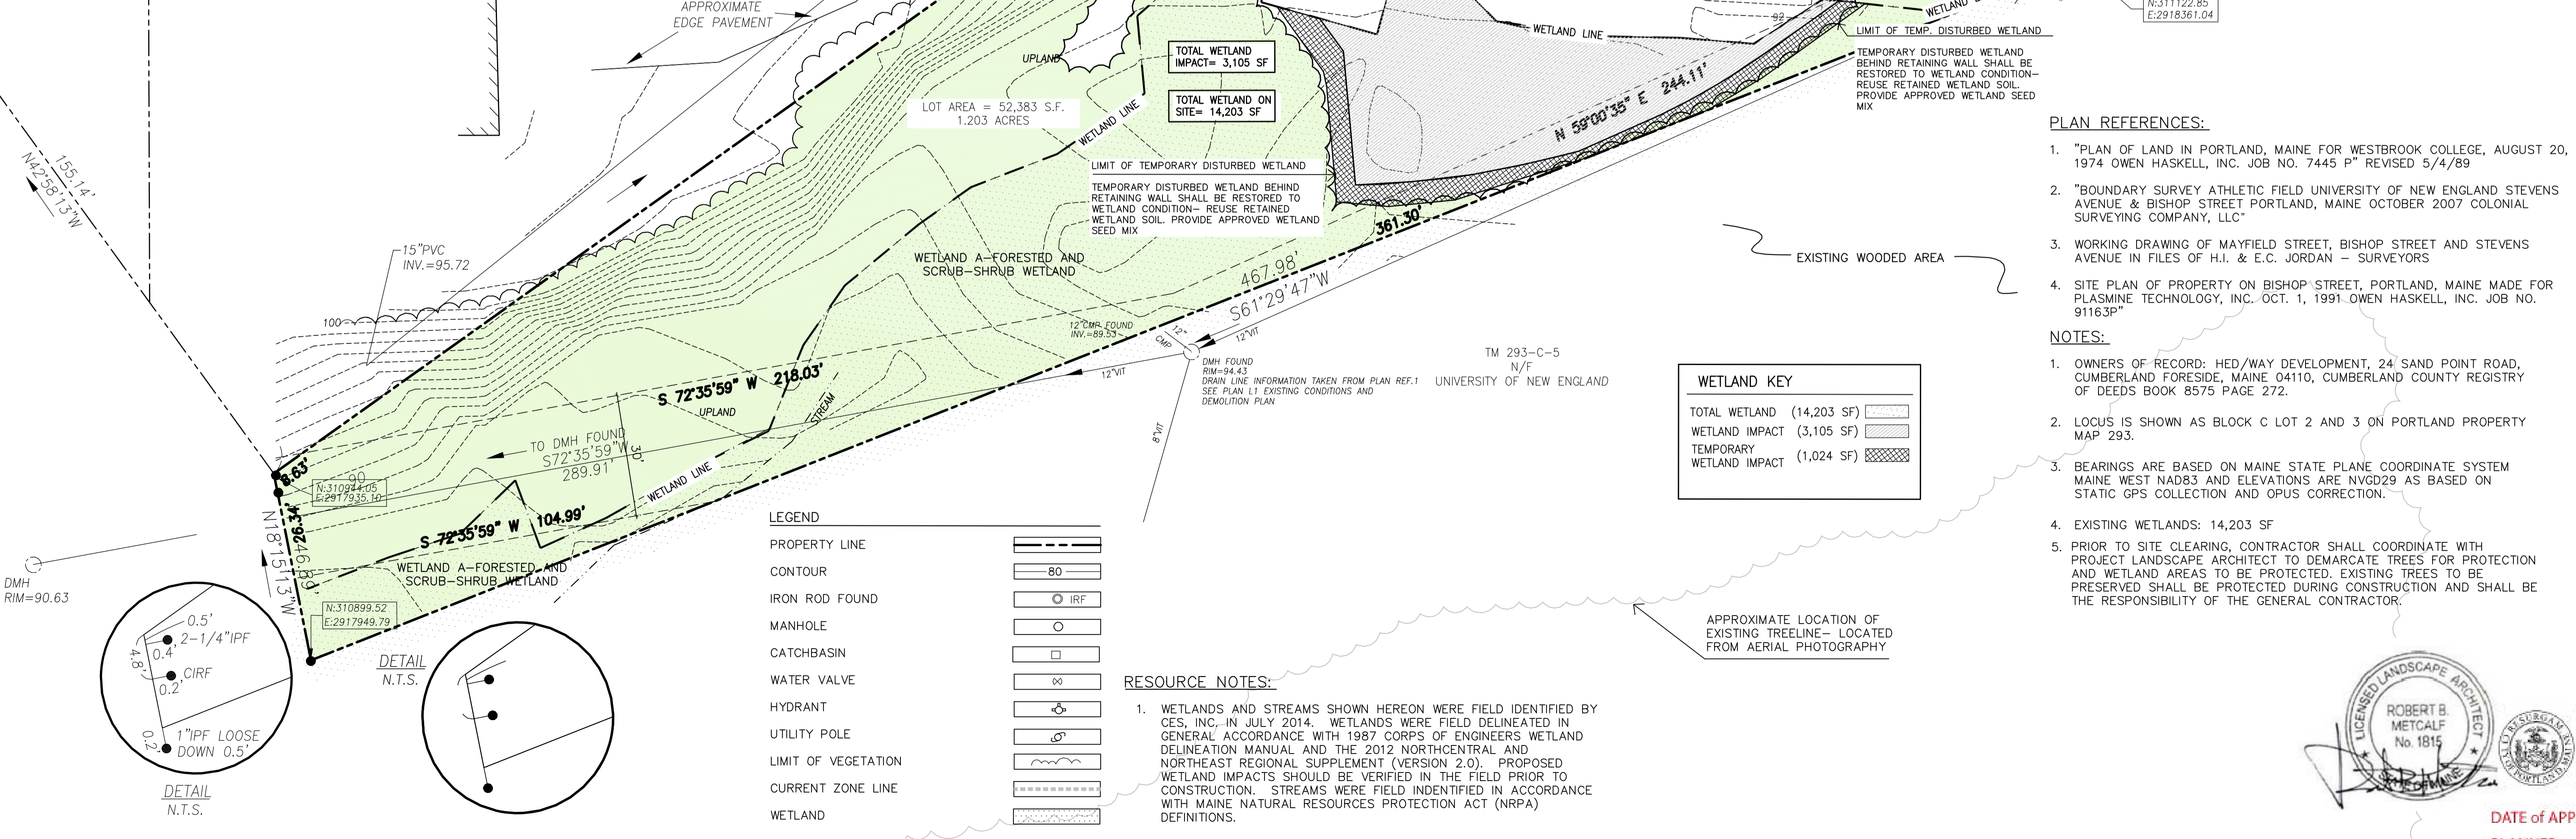 APPROXIMATE
EDGE PAVEMENT
155.14'
N42°58'13"W
15"PVC
INV.=95.72
100
LOT AREA = 52,383 S.F.
1.203 ACRES
UPLAND
WETLAND LINE
TOTAL WETLAND
IMPACT= 3,105 SF
TOTAL WETLAND ON
SITE= 14,203 SF
LIMIT OF TEMPORARY DISTURBED WETLAND
TEMPORARY DISTURBED WETLAND BEHIND
RETAINING WALL SHALL BE RESTORED TO
WETLAND CONDITION– REUSE RETAINED
WETLAND SOIL. PROVIDE APPROVED WETLAND
SEED MIX
WETLAND LINE
92
N 59°00'35" E 244.11'
361.30'
WETLAND
N:311122.85
E:2918361.04
LIMIT OF TEMP. DISTURBED WETLAND
TEMPORARY DISTURBED WETLAND
BEHIND RETAINING WALL SHALL BE
RESTORED TO WETLAND CONDITION–
REUSE RETAINED WETLAND SOIL.
PROVIDE APPROVED WETLAND SEED
MIX
WETLAND A–FORESTED AND
SCRUB–SHRUB WETLAND
467.98'
S61°29'47"W
12"CMP FOUND
INV.=89.53
12"
CMP
12"VIT
12"VIT
8"VIT
DMH FOUND
RIM=94.43
DRAIN LINE INFORMATION TAKEN FROM PLAN REF.1
SEE PLAN L1 EXISTING CONDITIONS AND
DEMOLITION PLAN
TM 293–C–5
N/F
UNIVERSITY OF NEW ENGLAND
EXISTING WOODED AREA
S 72°35'59" W 218.03'
UPLAND
STREAM
TO DMH FOUND
S72°35'59"W
289.91'
30'
WETLAND LINE
8.63'
90
N:310944.05
E:2917935.10
26.34'
46.89'
N18°15'13"W
S 72°35'59" W 104.99'
WETLAND A–FORESTED AND
SCRUB–SHRUB WETLAND
N:310899.52
E:2917949.79
DMH
RIM=90.63
0.5'
2–1/4"IPF
0.4'
4.8'
CIRF
0.2'
1"IPF LOOSE
DOWN 0.5'
0.2'
DETAIL
N.T.S.
DETAIL
N.T.S.
LEGEND
PROPERTY LINE
CONTOUR
80
IRON ROD FOUND
IRF
MANHOLE
CATCHBASIN
WATER VALVE
HYDRANT
UTILITY POLE
LIMIT OF VEGETATION
CURRENT ZONE LINE
WETLAND
WETLAND KEY
TOTAL WETLAND (14,203 SF)
WETLAND IMPACT (3,105 SF)
TEMPORARY
WETLAND IMPACT (1,024 SF)
APPROXIMATE LOCATION OF
EXISTING TREELINE– LOCATED
FROM AERIAL PHOTOGRAPHY
RESOURCE NOTES:
1. WETLANDS AND STREAMS SHOWN HEREON WERE FIELD IDENTIFIED BY
CES, INC. IN JULY 2014. WETLANDS WERE FIELD DELINEATED IN
GENERAL ACCORDANCE WITH 1987 CORPS OF ENGINEERS WETLAND
DELINEATION MANUAL AND THE 2012 NORTHCENTRAL AND
NORTHEAST REGIONAL SUPPLEMENT (VERSION 2.0). PROPOSED
WETLAND IMPACTS SHOULD BE VERIFIED IN THE FIELD PRIOR TO
CONSTRUCTION. STREAMS WERE FIELD INDENTIFIED IN ACCORDANCE
WITH MAINE NATURAL RESOURCES PROTECTION ACT (NRPA)
DEFINITIONS.
PLAN REFERENCES:
1. "PLAN OF LAND IN PORTLAND, MAINE FOR WESTBROOK COLLEGE, AUGUST 20,
1974 OWEN HASKELL, INC. JOB NO. 7445 P" REVISED 5/4/89
2. "BOUNDARY SURVEY ATHLETIC FIELD UNIVERSITY OF NEW ENGLAND STEVENS
AVENUE & BISHOP STREET PORTLAND, MAINE OCTOBER 2007 COLONIAL
SURVEYING COMPANY, LLC"
3. WORKING DRAWING OF MAYFIELD STREET, BISHOP STREET AND STEVENS
AVENUE IN FILES OF H.I. & E.C. JORDAN – SURVEYORS
4. SITE PLAN OF PROPERTY ON BISHOP STREET, PORTLAND, MAINE MADE FOR
PLASMINE TECHNOLOGY, INC. OCT. 1, 1991 OWEN HASKELL, INC. JOB NO.
91163P"
NOTES:
1. OWNERS OF RECORD: HED/WAY DEVELOPMENT, 24 SAND POINT ROAD,
CUMBERLAND FORESIDE, MAINE 04110, CUMBERLAND COUNTY REGISTRY
OF DEEDS BOOK 8575 PAGE 272.
2. LOCUS IS SHOWN AS BLOCK C LOT 2 AND 3 ON PORTLAND PROPERTY
MAP 293.
3. BEARINGS ARE BASED ON MAINE STATE PLANE COORDINATE SYSTEM
MAINE WEST NAD83 AND ELEVATIONS ARE NVGD29 AS BASED ON
STATIC GPS COLLECTION AND OPUS CORRECTION.
4. EXISTING WETLANDS: 14,203 SF
5. PRIOR TO SITE CLEARING, CONTRACTOR SHALL COORDINATE WITH
PROJECT LANDSCAPE ARCHITECT TO DEMARCATE TREES FOR PROTECTION
AND WETLAND AREAS TO BE PROTECTED. EXISTING TREES TO BE
PRESERVED SHALL BE PROTECTED DURING CONSTRUCTION AND SHALL BE
THE RESPONSIBILITY OF THE GENERAL CONTRACTOR.
LICENSED LANDSCAPE ARCHITECT
ROBERT B.
METCALF
No. 1815
MAINE
RESURGAM
OF PORTLAND
DATE of APP